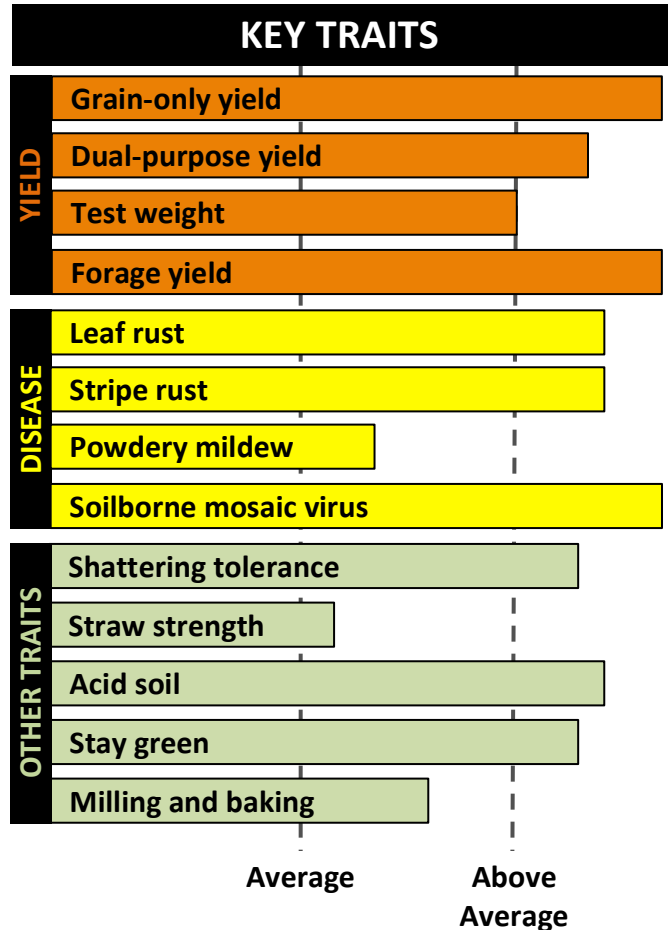 KEY TRAITS
YIELD
Grain-only yield
Dual-purpose yield
Test weight
Forage yield
DISEASE
Leaf rust
Stripe rust
Powdery mildew
Soilborne mosaic virus
OTHER TRAITS
Shattering tolerance
Straw strength
Acid soil
Stay green
Milling and baking
Average
Above
Average